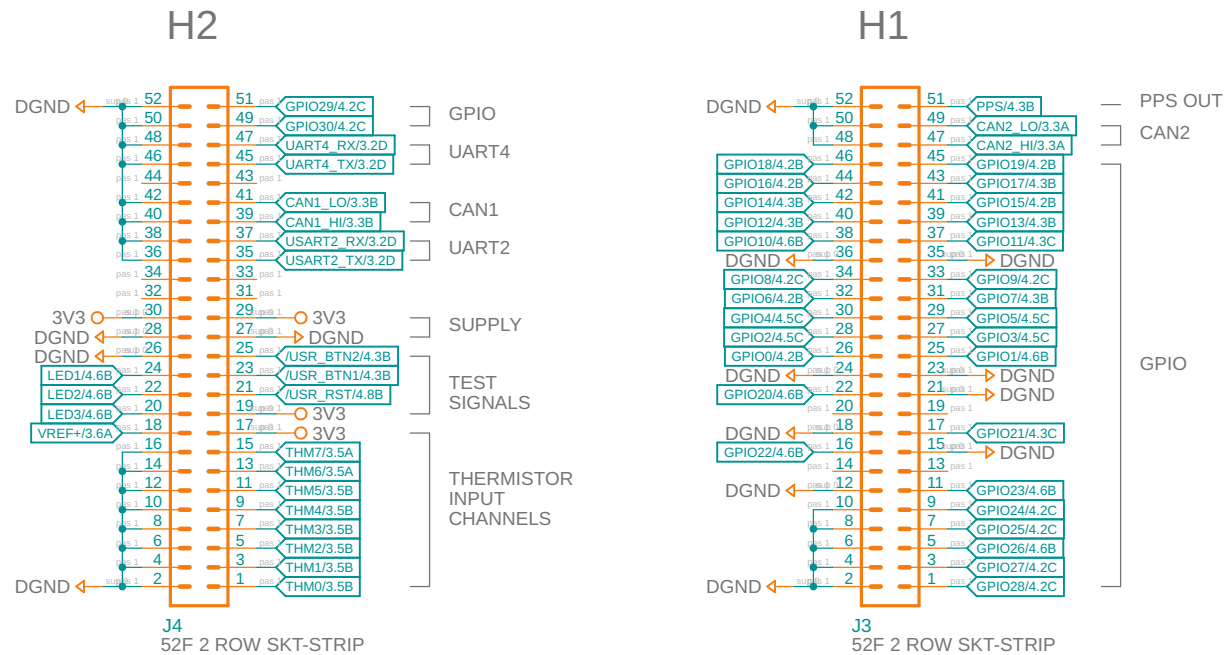 H2
H1
DGND 52 51 GPIO29/4.2C
50 49 GPIO30/4.2C
GPIO
48 47 UART4_RX/3.2D
46 45 UART4_TX/3.2D
UART4
44 43
42 41 CAN1_LO/3.3B
40 39 CAN1_HI/3.3B
CAN1
38 37 USART2_RX/3.2D
36 35 USART2_TX/3.2D
UART2
34 33
32 31
3V3 30 29 3V3
DGND 28 27 DGND
SUPPLY
DGND 26 25 /USR_BTN2/4.3B
LED1/4.6B 24 23 /USR_BTN1/4.3B
LED2/4.6B 22 21 /USR_RST/4.8B
LED3/4.6B 20 19 3V3
TEST
SIGNALS
VREF+/3.6A 18 17 3V3
16 15 THM7/3.5A
14 13 THM6/3.5A
12 11 THM5/3.5B
10 9 THM4/3.5B
8 7 THM3/3.5B
6 5 THM2/3.5B
4 3 THM1/3.5B
DGND 2 1 THM0/3.5B
THERMISTOR
INPUT
CHANNELS
J4
52F 2 ROW SKT-STRIP
DGND 52 51 PPS/4.3B
PPS OUT
50 49 CAN2_LO/3.3A
48 47 CAN2_HI/3.3A
CAN2
GPIO18/4.2B 46 45 GPIO19/4.2B
GPIO16/4.2B 44 43 GPIO17/4.3B
GPIO14/4.3B 42 41 GPIO15/4.2B
GPIO12/4.3B 40 39 GPIO13/4.3B
GPIO10/4.6B 38 37 GPIO11/4.3C
DGND 36 35 DGND
GPIO8/4.2C 34 33 GPIO9/4.2C
GPIO6/4.2B 32 31 GPIO7/4.3B
GPIO4/4.5C 30 29 GPIO5/4.5C
GPIO2/4.5C 28 27 GPIO3/4.5C
GPIO0/4.2B 26 25 GPIO1/4.6B
GPIO
DGND 24 23 DGND
GPIO20/4.6B 22 21 DGND
20 19
DGND 18 17 GPIO21/4.3C
GPIO22/4.6B 16 15 DGND
14 13
DGND 12 11 GPIO23/4.6B
10 9 GPIO24/4.2C
8 7 GPIO25/4.2C
6 5 GPIO26/4.6B
4 3 GPIO27/4.2C
DGND 2 1 GPIO28/4.2C
J3
52F 2 ROW SKT-STRIP